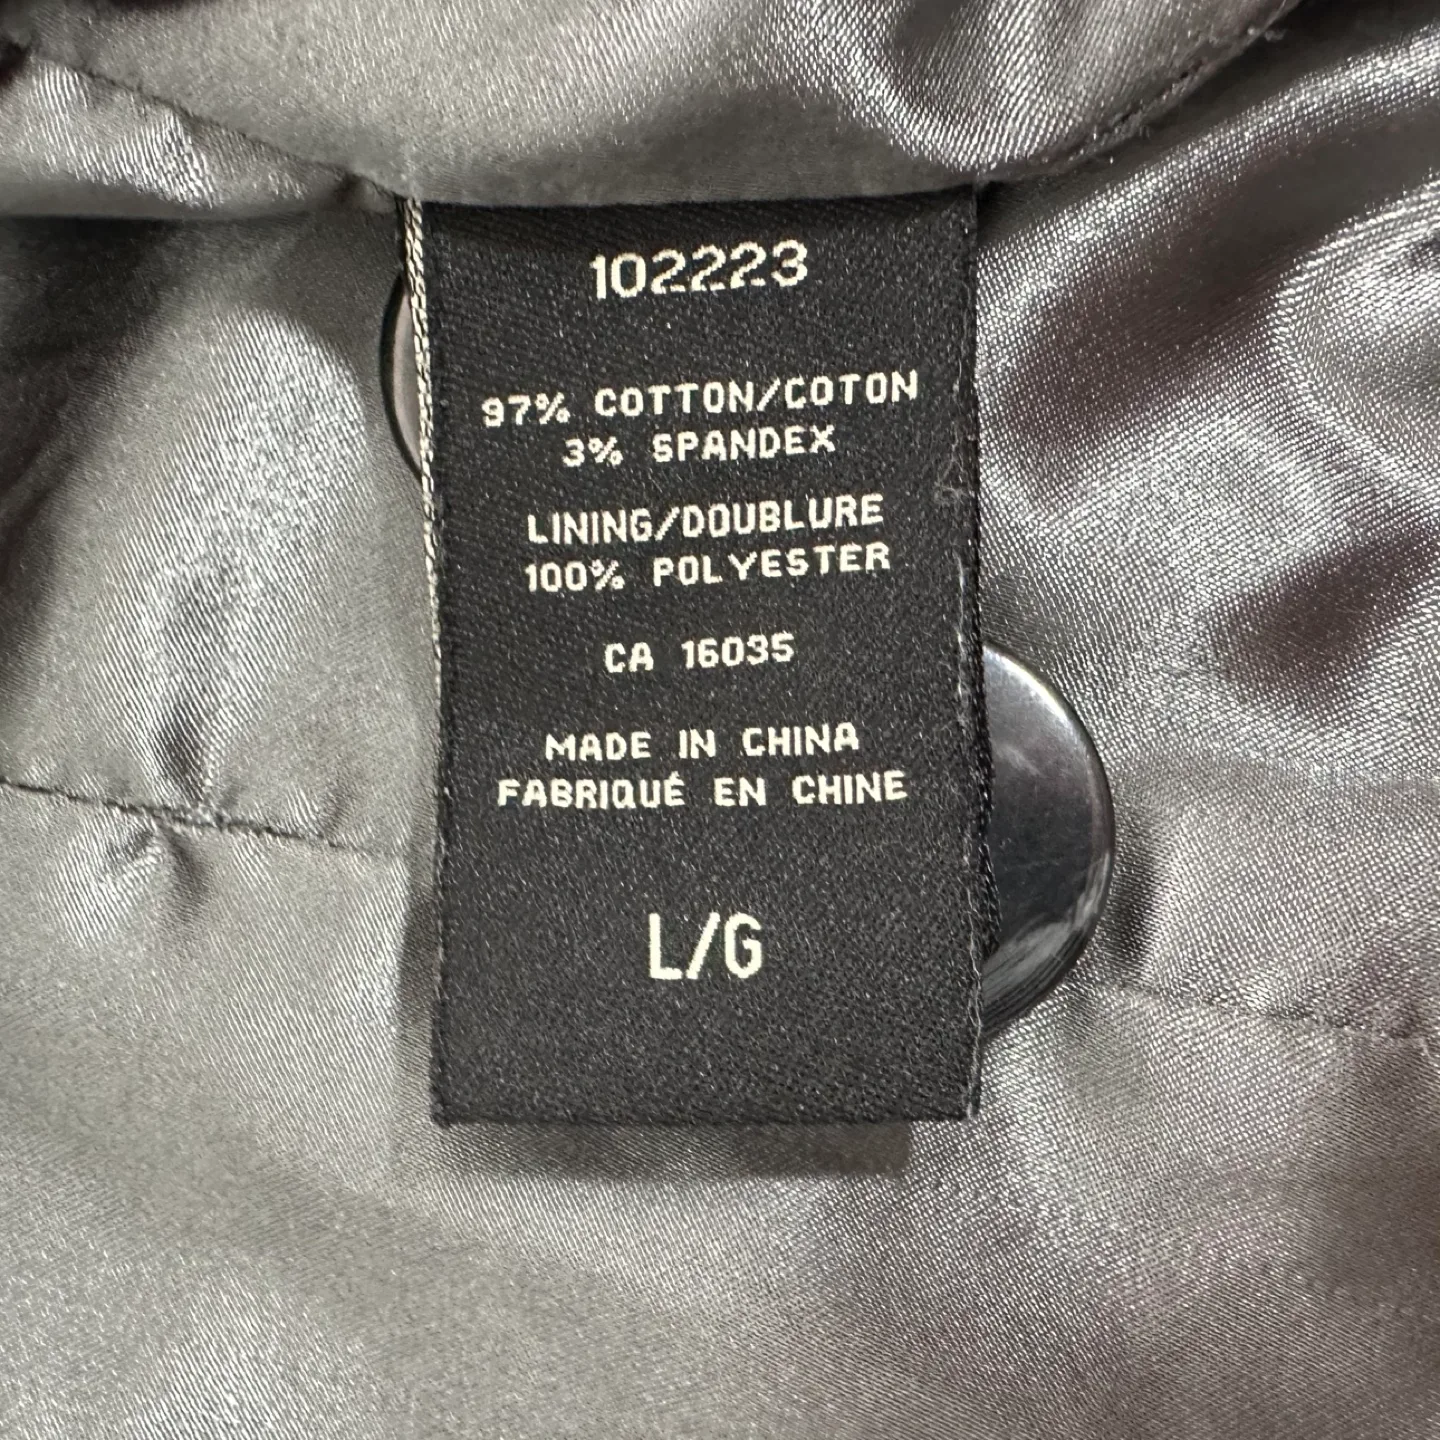 102223
97% COTTON/COTON
3% SPANDEX
LINING/DOUBLURE
100% POLYESTER
CA 16035
MADE IN CHINA
FABRIQUÉ EN CHINE
L/G